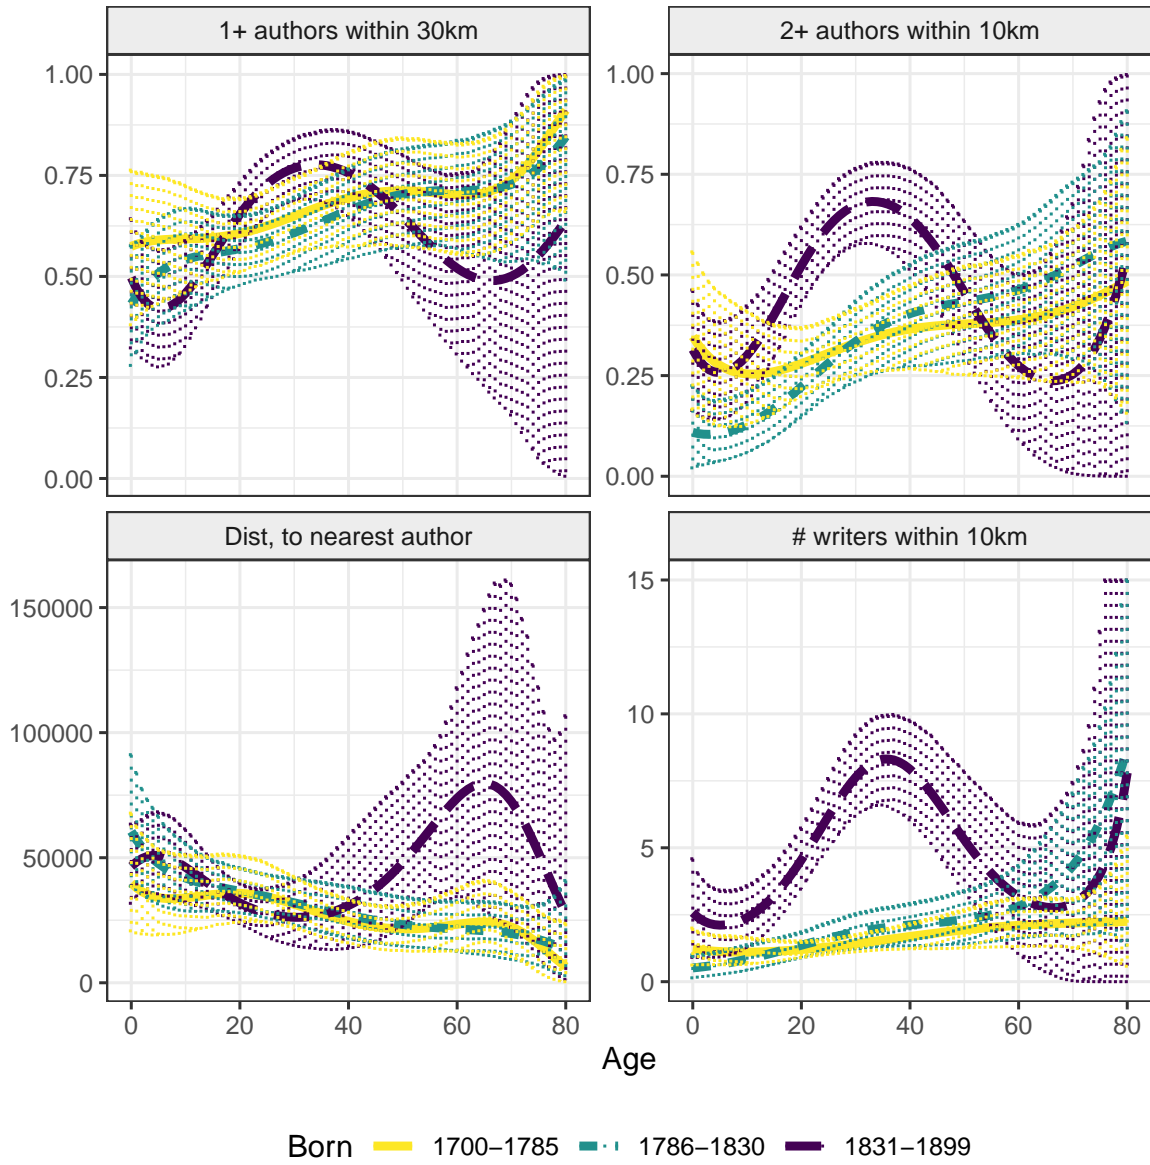 1+ authors within 30km
2+ authors within 10km
1.00
0.75
0.50
0.25
0.00
1.00
0.75
0.50
0.25
0.00
Dist, to nearest author
# writers within 10km
150000
100000
50000
0
15
10
5
0
0 20 40 60 80
0 20 40 60 80
Age
Born 1700−1785 1786−1830 1831−1899